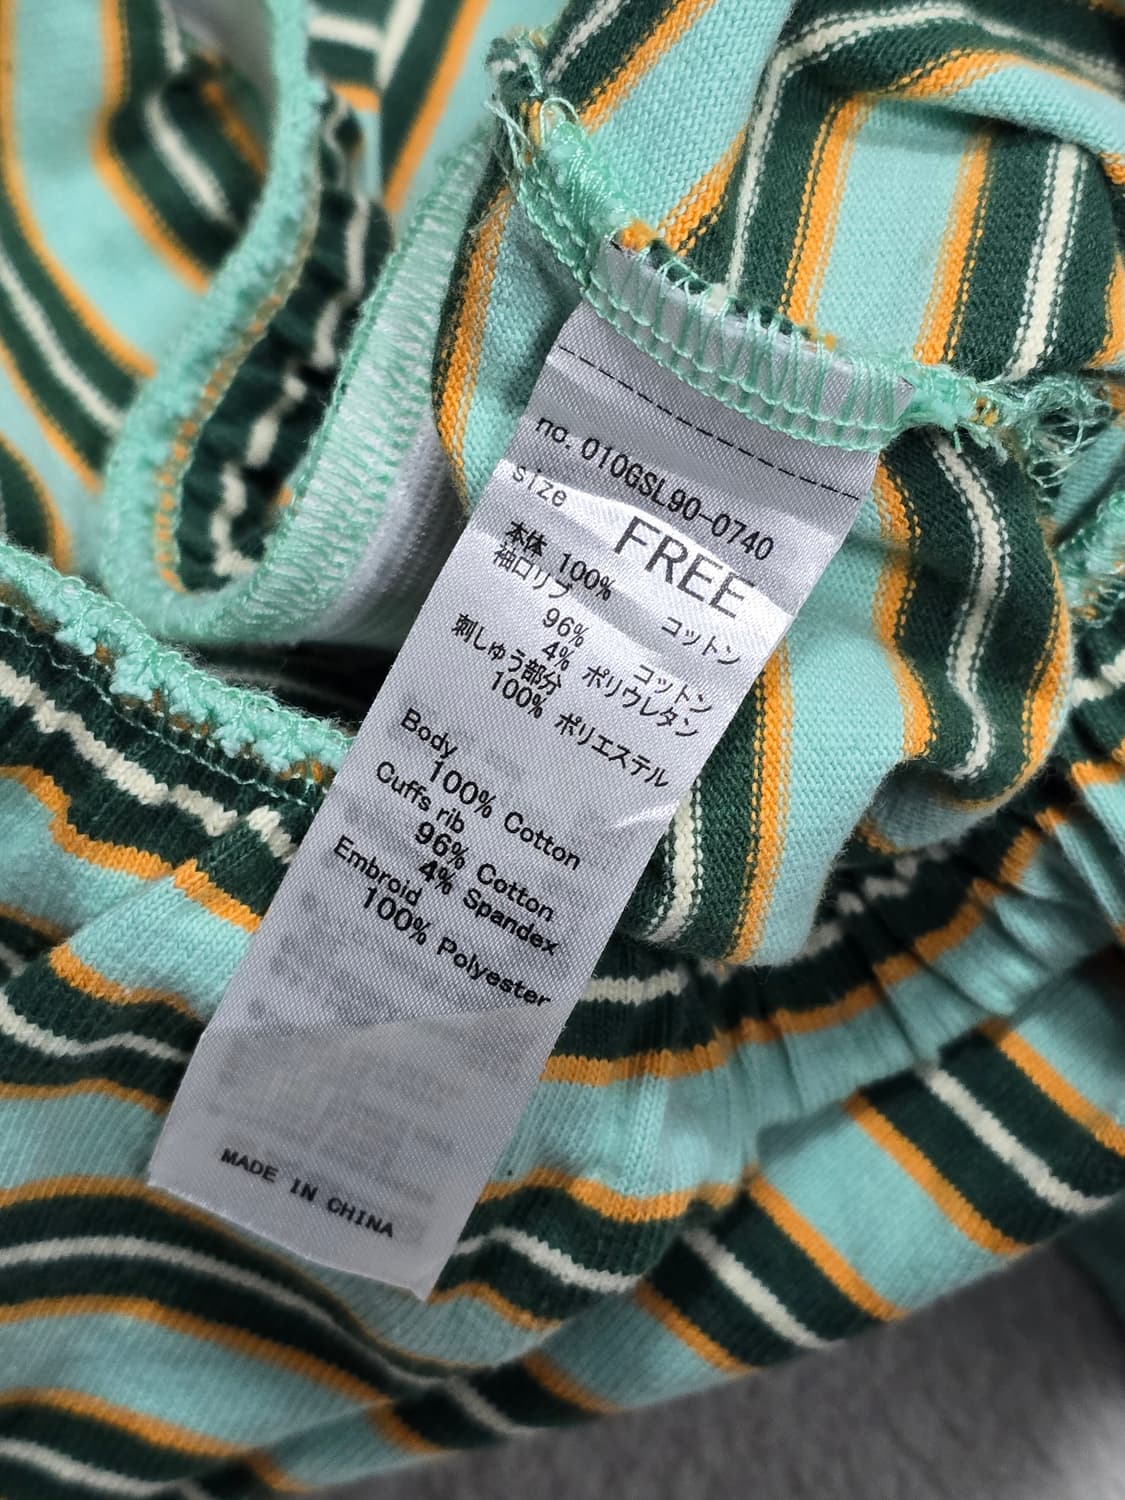 no. 010GSL90-0740
size FREE
本体 100% コットン
袖口リブ
96% コットン
4% ポリウレタン
刺しゅう部分
100% ポリエステル
Body
100% Cotton
Cuffs rib
96% Cotton
4% Spandex
Embroid
100% Polyester
MADE IN CHINA